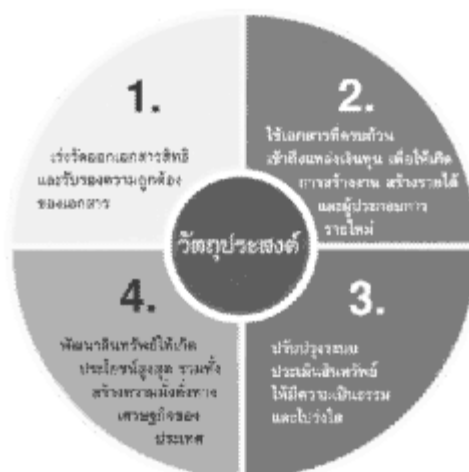 1.
เร่งรัดออกเอกสารสิทธิ
และรับรองความถูกต้อง
ของเอกสาร
2.
ใช้เอกสารที่ครบถ้วน
เข้าถึงแหล่งเงินทุน เพื่อให้เกิด
การสร้างงาน สร้างรายได้
และผู้ประกอบการ
รายใหม่
วัตถุประสงค์
4.
พัฒนาสินทรัพย์ให้เกิด
ประโยชน์สูงสุด รวมทั้ง
สร้างความมั่งคั่งทาง
เศรษฐกิจของ
ประเทศ
3.
ปรับปรุงระบบ
ประเมินสินทรัพย์
ให้มีความเป็นธรรม
และโปร่งใส